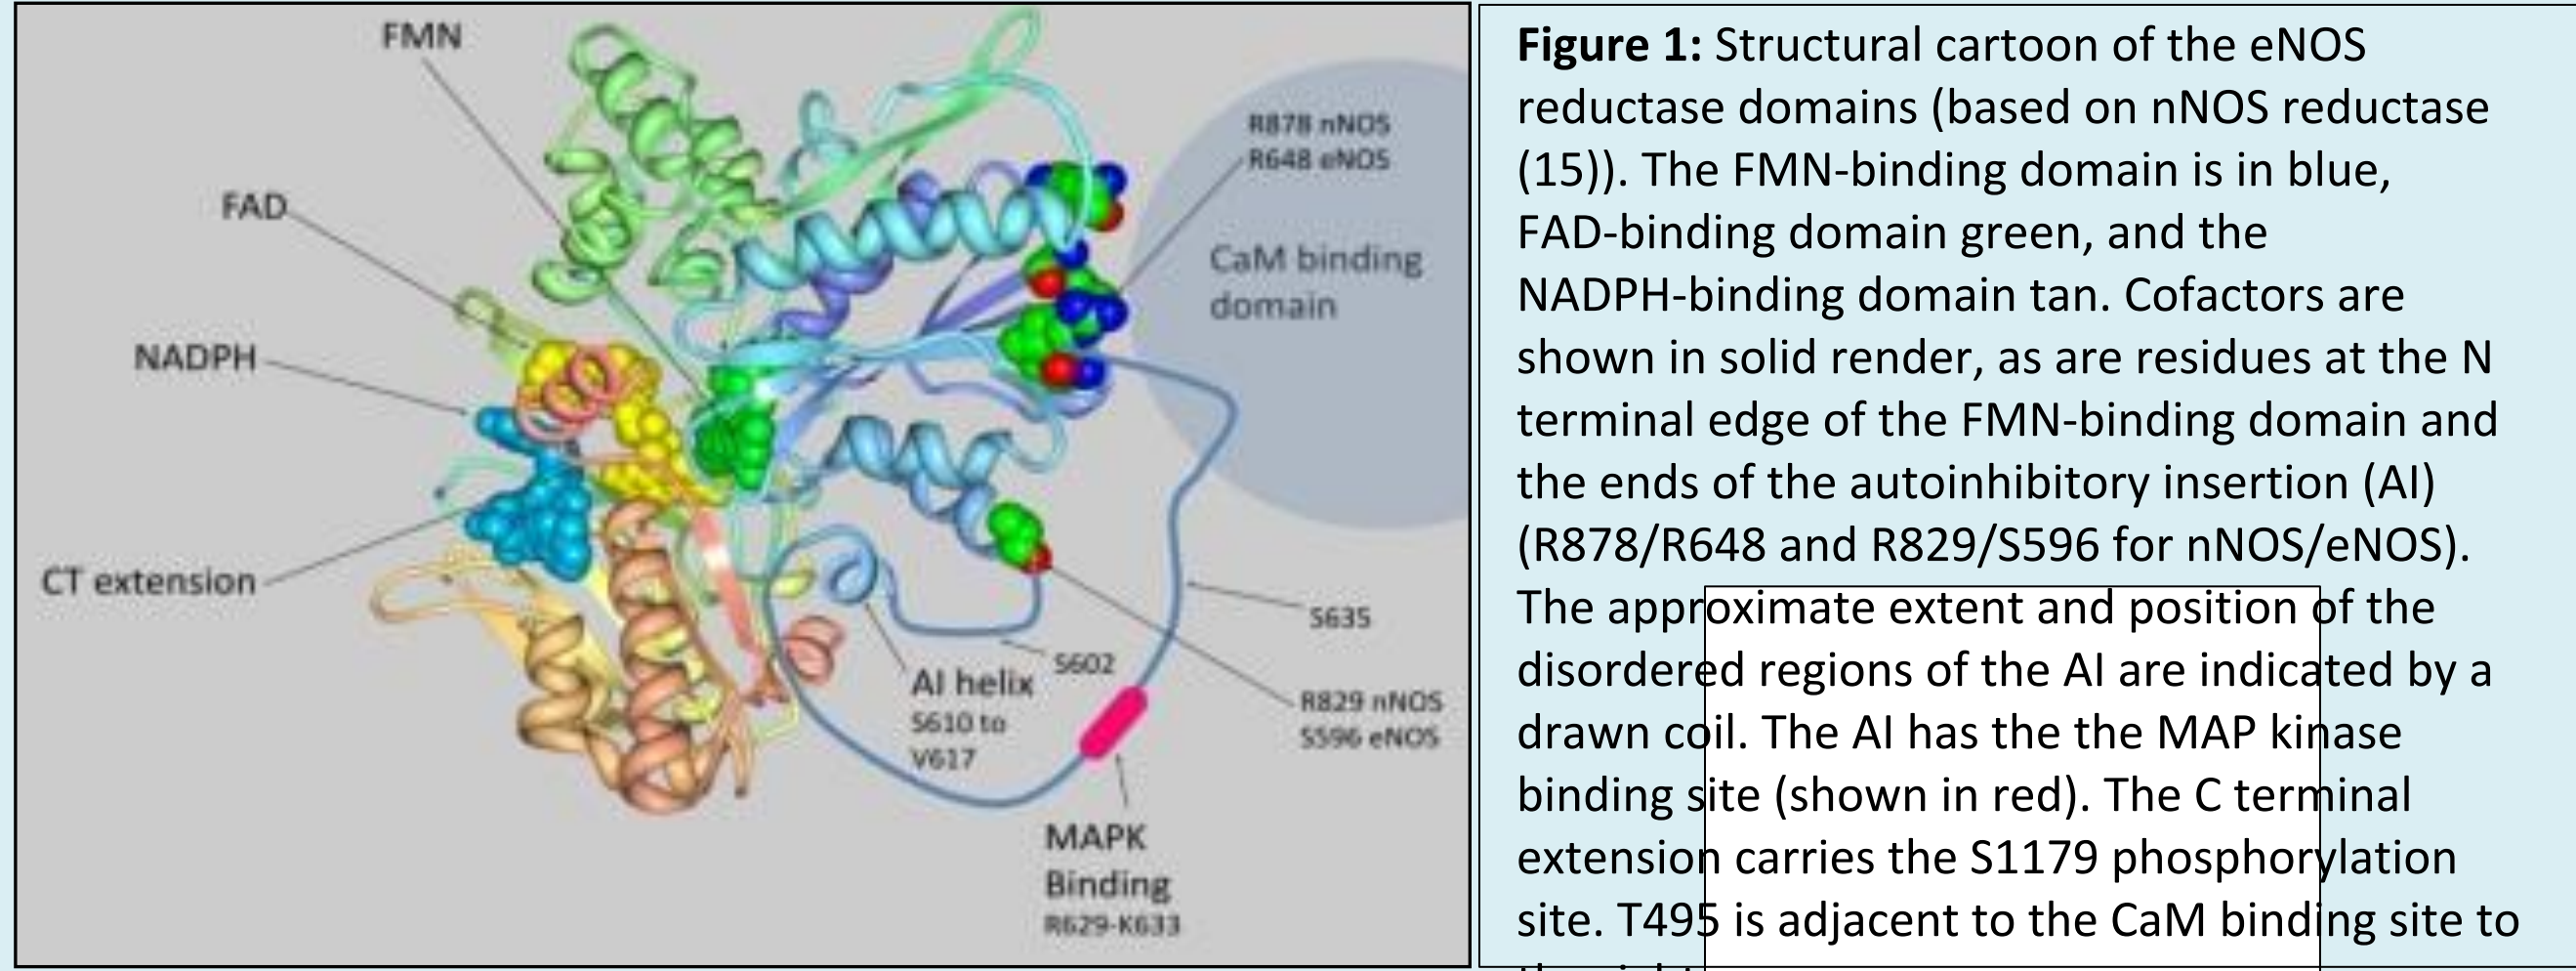 FMN
FAD
NADPH
CT extension
R878 nNOS
R648 eNOS
CaM binding
domain
S635
S602
AI helix
S610 to
V617
R829 nNOS
S596 eNOS
MAPK
Binding
R629-K633
Figure 1: Structural cartoon of the eNOS
reductase domains (based on nNOS reductase
(15)). The FMN-binding domain is in blue,
FAD-binding domain green, and the
NADPH-binding domain tan. Cofactors are
shown in solid render, as are residues at the N
terminal edge of the FMN-binding domain and
the ends of the autoinhibitory insertion (AI)
(R878/R648 and R829/S596 for nNOS/eNOS).
The approximate extent and position of the
disordered regions of the AI are indicated by a
drawn coil. The AI has the the MAP kinase
binding site (shown in red). The C terminal
extension carries the S1179 phosphorylation
site. T495 is adjacent to the CaM binding site to